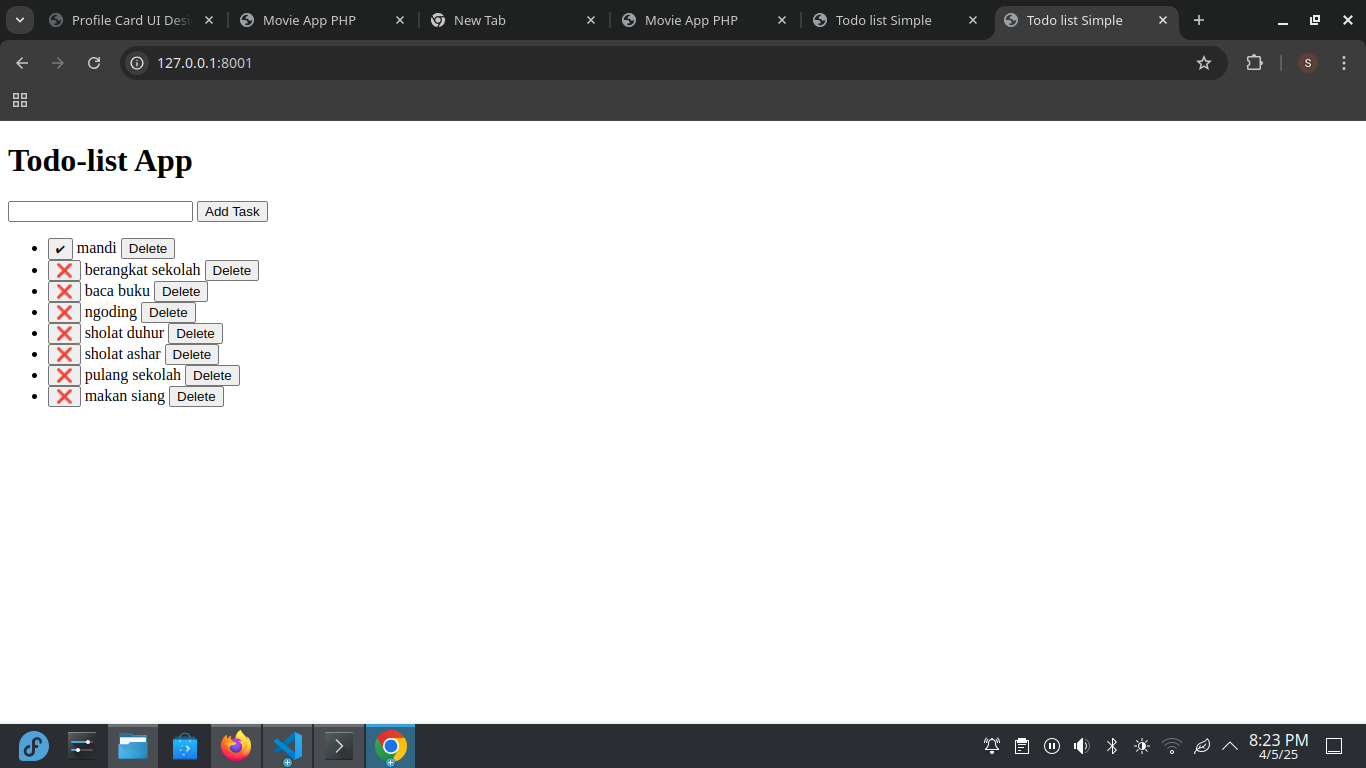 Profile Card UI Desi
Movie App PHP
New Tab
Movie App PHP
Todo list Simple
Todo list Simple
127.0.0.1:8001
S
Todo-list App
Add Task
✔ mandi Delete
❌ berangkat sekolah Delete
❌ baca buku Delete
❌ ngoding Delete
❌ sholat duhur Delete
❌ sholat ashar Delete
❌ pulang sekolah Delete
❌ makan siang Delete
8:23 PM
4/5/25